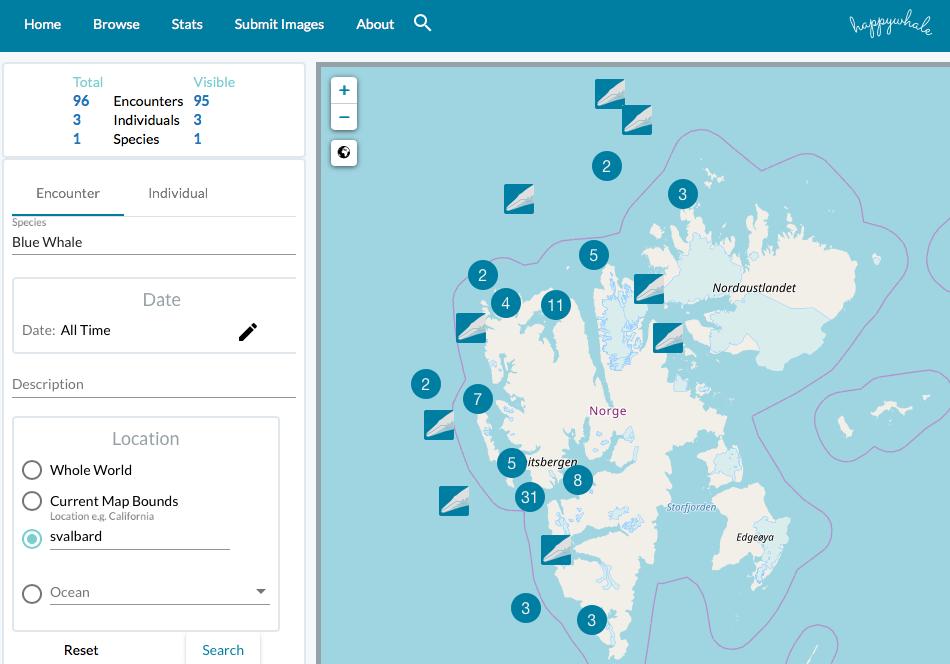 Home Browse Stats Submit Images About happywhale
Total Visible
96 Encounters 95
3 Individuals 3
1 Species 1
Encounter Individual
Species
Blue Whale
Date
Date: All Time
Description
Location
Whole World
Current Map Bounds
Location e.g. California
svalbard
Ocean
Reset Search
+
−
2
3
5
2
Nordaustlandet
4
11
2
7
Norge
5
itsbergen
8
31
Storfjorden
Edgeøya
3
3